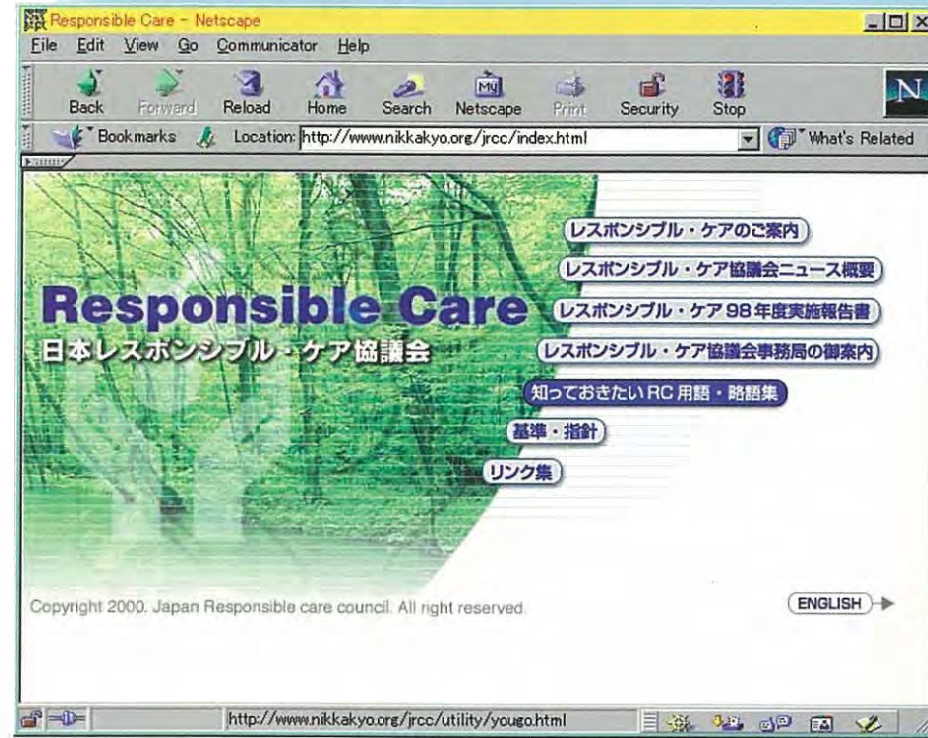 Responsible Care - Netscape
File Edit View Go Communicator Help
Back Forward Reload Home Search Netscape Print Security Stop
My
N
Bookmarks Location: http://www.nikkakyo.org/jrcc/index.html What's Related
レスポンシブル・ケアのご案内
レスポンシブル・ケア協議会ニュース概要
Responsible Care
レスポンシブル・ケア98年度実施報告書
日本レスポンシブル・ケア協議会
レスポンシブル・ケア協議会事務局の御案内
知っておきたいRC用語・略語集
基準・指針
リンク集
Copyright 2000. Japan Responsible care council. All right reserved.
ENGLISH
http://www.nikkakyo.org/jrcc/utility/yougo.html